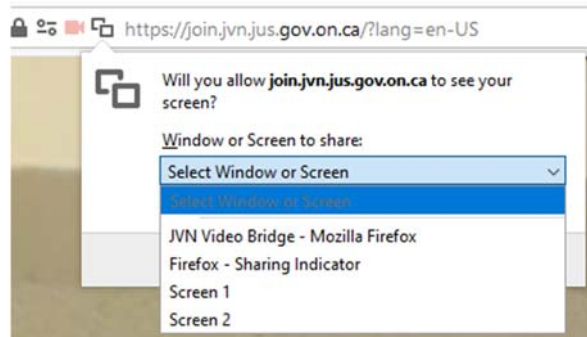 https://join.jvn.jus.gov.on.ca/?lang=en-US
Will you allow join.jvn.jus.gov.on.ca to see your
screen?
Window or Screen to share:
Select Window or Screen
Select Window or Screen
JVN Video Bridge - Mozilla Firefox
Firefox - Sharing Indicator
Screen 1
Screen 2